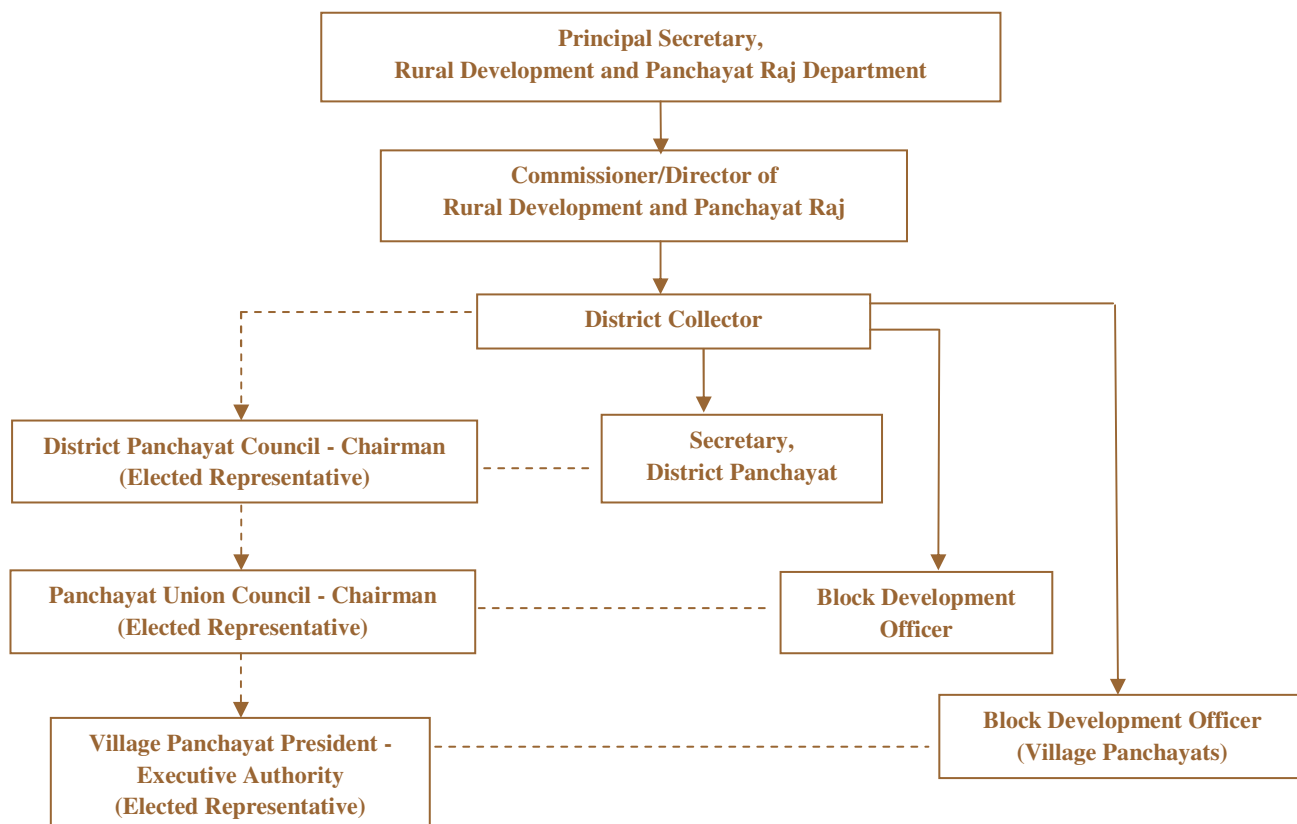 Principal Secretary,
Rural Development and Panchayat Raj Department
Commissioner/Director of
Rural Development and Panchayat Raj
District Collector
District Panchayat Council - Chairman
(Elected Representative)
Secretary,
District Panchayat
Panchayat Union Council - Chairman
(Elected Representative)
Block Development
Officer
Village Panchayat President -
Executive Authority
(Elected Representative)
Block Development Officer
(Village Panchayats)